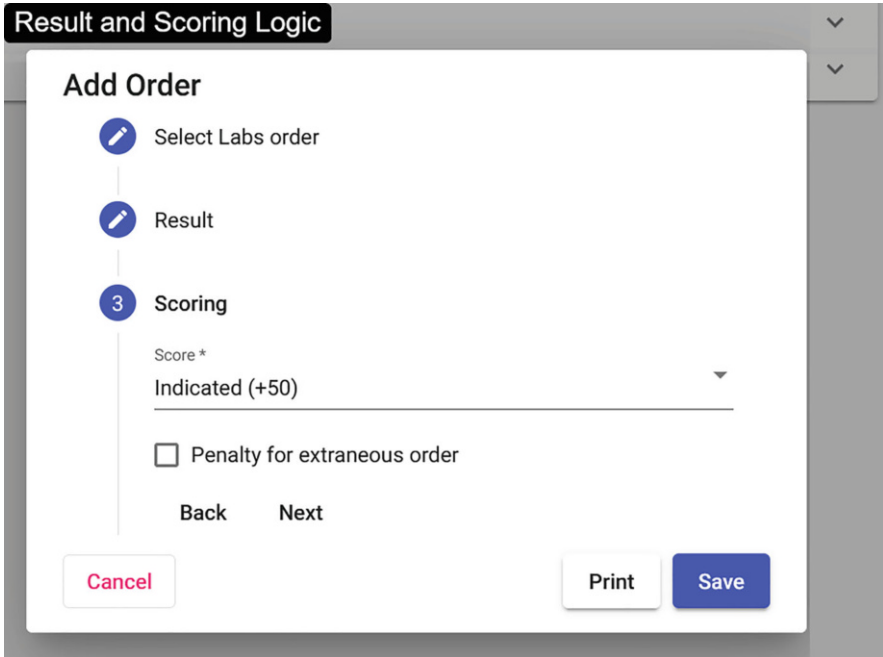 Result and Scoring Logic
Add Order
Select Labs order
Result
3 Scoring
Score *
Indicated (+50)
Penalty for extraneous order
Back Next
Cancel Print Save